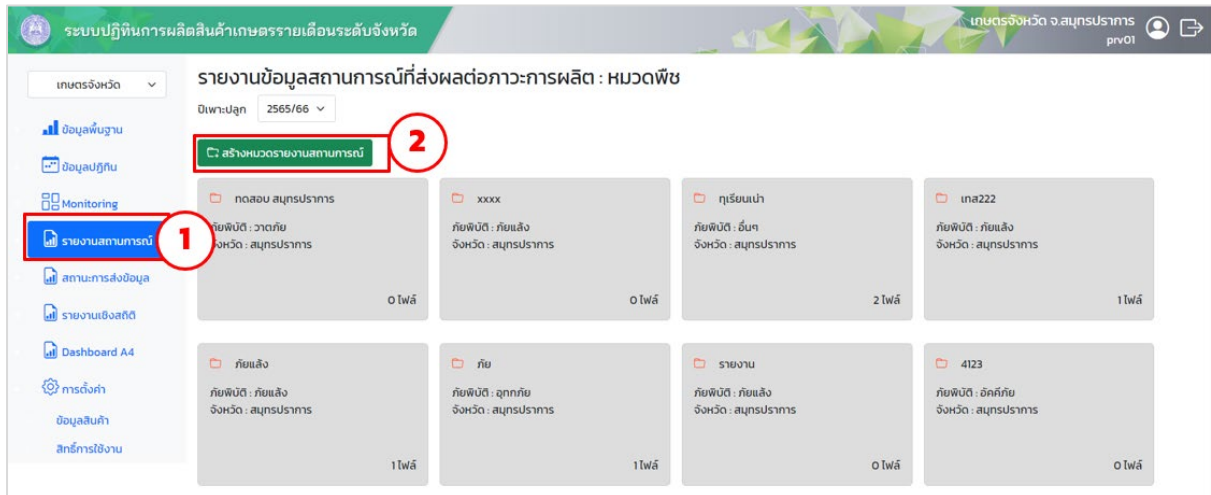 ระบบปฏิทินการผลิตสินค้าเกษตรรายเดือนระดับจังหวัด
เกษตรจังหวัด จ.สมุทรปราการ
prv01
เกษตรจังหวัด
ข้อมูลพื้นฐาน
ข้อมูลปฏิทิน
Monitoring
รายงานสถานการณ์
1
สถานะการส่งข้อมูล
รายงานเชิงสถิติ
Dashboard A4
การตั้งค่า
ข้อมูลสินค้า
สิทธิ์การใช้งาน
รายงานข้อมูลสถานการณ์ที่ส่งผลต่อภาวะการผลิต : หมวดพืช
ปีเพาะปลูก 2565/66
สร้างหมวดรายงานสถานการณ์
2
ทดสอบ สมุทรปราการ
ภัยพิบัติ : วาตภัย
จังหวัด : สมุทรปราการ
0 ไฟล์
xxxx
ภัยพิบัติ : ภัยแล้ง
จังหวัด : สมุทรปราการ
0 ไฟล์
ทุเรียนเน่า
ภัยพิบัติ : อื่นๆ
จังหวัด : สมุทรปราการ
2 ไฟล์
เทส222
ภัยพิบัติ : ภัยแล้ง
จังหวัด : สมุทรปราการ
1 ไฟล์
ภัยแล้ง
ภัยพิบัติ : ภัยแล้ง
จังหวัด : สมุทรปราการ
1 ไฟล์
ภัย
ภัยพิบัติ : อุทกภัย
จังหวัด : สมุทรปราการ
1 ไฟล์
รายงาน
ภัยพิบัติ : ภัยแล้ง
จังหวัด : สมุทรปราการ
0 ไฟล์
4123
ภัยพิบัติ : อัคคีภัย
จังหวัด : สมุทรปราการ
0 ไฟล์